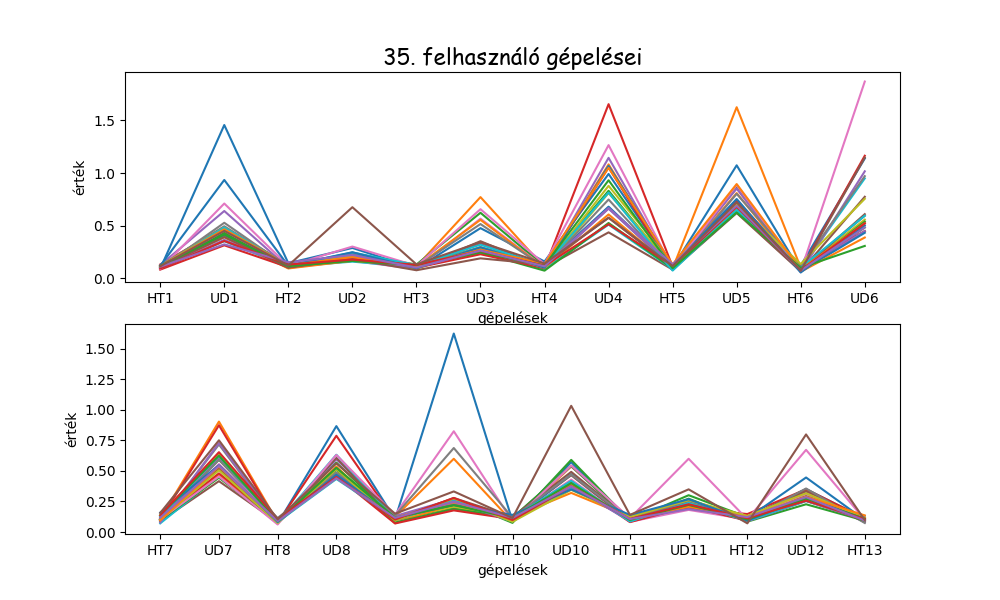 35. felhasználó gépelései
1.5
1.0
0.5
0.0
érték
HT1 UD1 HT2 UD2 HT3 UD3 HT4 UD4 HT5 UD5 HT6 UD6
gépelések
1.50
1.25
1.00
0.75
0.50
0.25
0.00
érték
HT7 UD7 HT8 UD8 HT9 UD9 HT10 UD10 HT11 UD11 HT12 UD12 HT13
gépelések